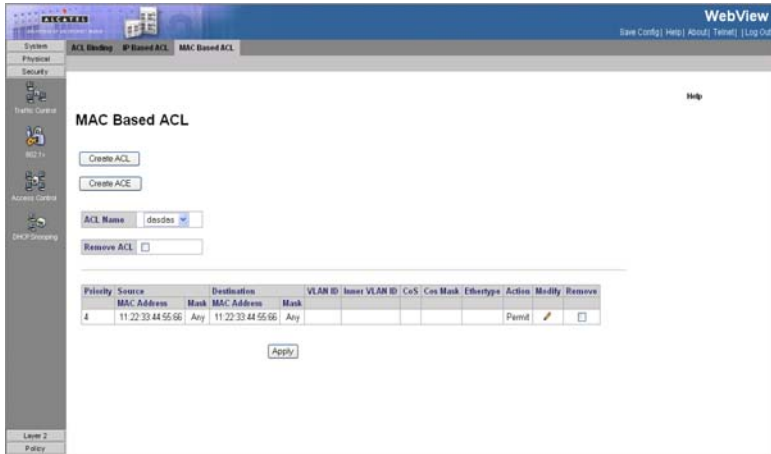 ALCATEL
WebView
Save Config| Help| About| Telnet| |Log Out
System
Physical
Security
Traffic Control
802.1x
Access Control
DHCP Snooping
Layer 2
Policy
ACL Binding IP Based ACL MAC Based ACL
Help
MAC Based ACL
Create ACL
Create ACE
ACL Name dasdas
Remove ACL
Priority Source Destination VLAN ID Inner VLAN ID CoS Cos Mask Ethertype Action Modify Remove
MAC Address Mask MAC Address Mask
4 11:22:33:44:55:66 Any 11:22:33:44:55:66 Any Permit
Apply